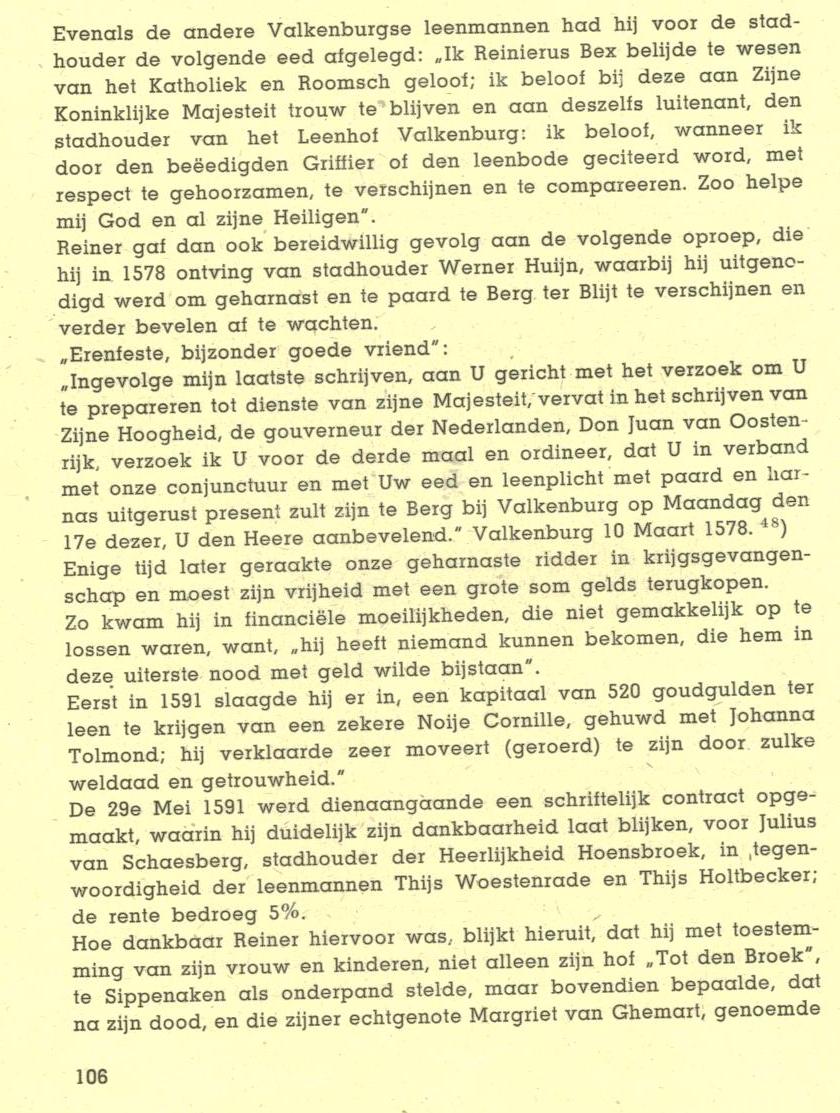 Evenals de andere Valkenburgse leenmannen had hij voor de stad-
houder de volgende eed afgelegd: „Ik Reinierus Bex belijde te wesen
van het Katholiek en Roomsch geloof; ik beloof bij deze aan Zijne
Koninklijke Majesteit trouw te blijven en aan deszelfs luitenant, den
stadhouder van het Leenhof Valkenburg: ik beloof, wanneer ik
door den beëedigden Griffier of den leenbode geciteerd word, met
respect te gehoorzamen, te verschijnen en te compareeren. Zoo helpe
mij God en al zijne Heiligen".
Reiner gaf dan ook bereidwillig gevolg aan de volgende oproep, die
hij in 1578 ontving van stadhouder Werner Huijn, waarbij hij uitgeno-
digd werd om geharnast en te paard te Berg ter Blijt te verschijnen en
verder bevelen af te wachten.
„Erenfeste, bijzonder goede vriend":
„Ingevolge mijn laatste schrijven, aan U gericht met het verzoek om U
te prepareren tot dienste van zijne Majesteit, vervat in het schrijven van
Zijne Hoogheid, de gouverneur der Nederlanden, Don Juan van Oosten-
rijk, verzoek ik U voor de derde maal en ordineer, dat U in verband
met onze conjunctuur en met Uw eed en leenplicht met paard en har-
nas uitgerust present zult zijn te Berg bij Valkenburg op Maandag den
17e dezer, U den Heere aanbevelend." Valkenburg 10 Maart 1578. 48)
Enige tijd later geraakte onze geharnaste ridder in krijgsgevangen-
schap en moest zijn vrijheid met een grote som gelds terugkopen.
Zo kwam hij in financiële moeilijkheden, die niet gemakkelijk op te
lossen waren, want, „hij heeft niemand kunnen bekomen, die hem in
deze uiterste nood met geld wilde bijstaan".
Eerst in 1591 slaagde hij er in, een kapitaal van 520 goudgulden ter
leen te krijgen van een zekere Noije Cornille, gehuwd met Johanna
Tolmond; hij verklaarde zeer moveert (geroerd) te zijn door zulke
weldaad en getrouwheid."
De 29e Mei 1591 werd dienaangaande een schriftelijk contract opge-
maakt, waarin hij duidelijk zijn dankbaarheid laat blijken, voor Julius
van Schaesberg, stadhouder der Heerlijkheid Hoensbroek, in tegen-
woordigheid der leenmannen Thijs Woestenrade en Thijs Holtbecker;
de rente bedroeg 5%.
Hoe dankbaar Reiner hiervoor was, blijkt hieruit, dat hij met toestem-
ming van zijn vrouw en kinderen, niet alleen zijn hof „Tot den Broek",
te Sippenaken als onderpand stelde, maar bovendien bepaalde, dat
na zijn dood, en die zijner echtgenote Margriet van Ghemart, genoemde
106